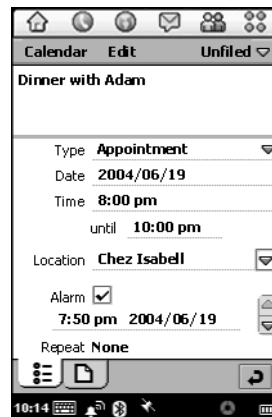 Calendar Edit Unfiled
Dinner with Adam
Type Appointment
Date 2004/06/19
Time 8:00 pm
until 10:00 pm
Location Chez Isabell
Alarm
7:50 pm 2004/06/19
Repeat None
10:14